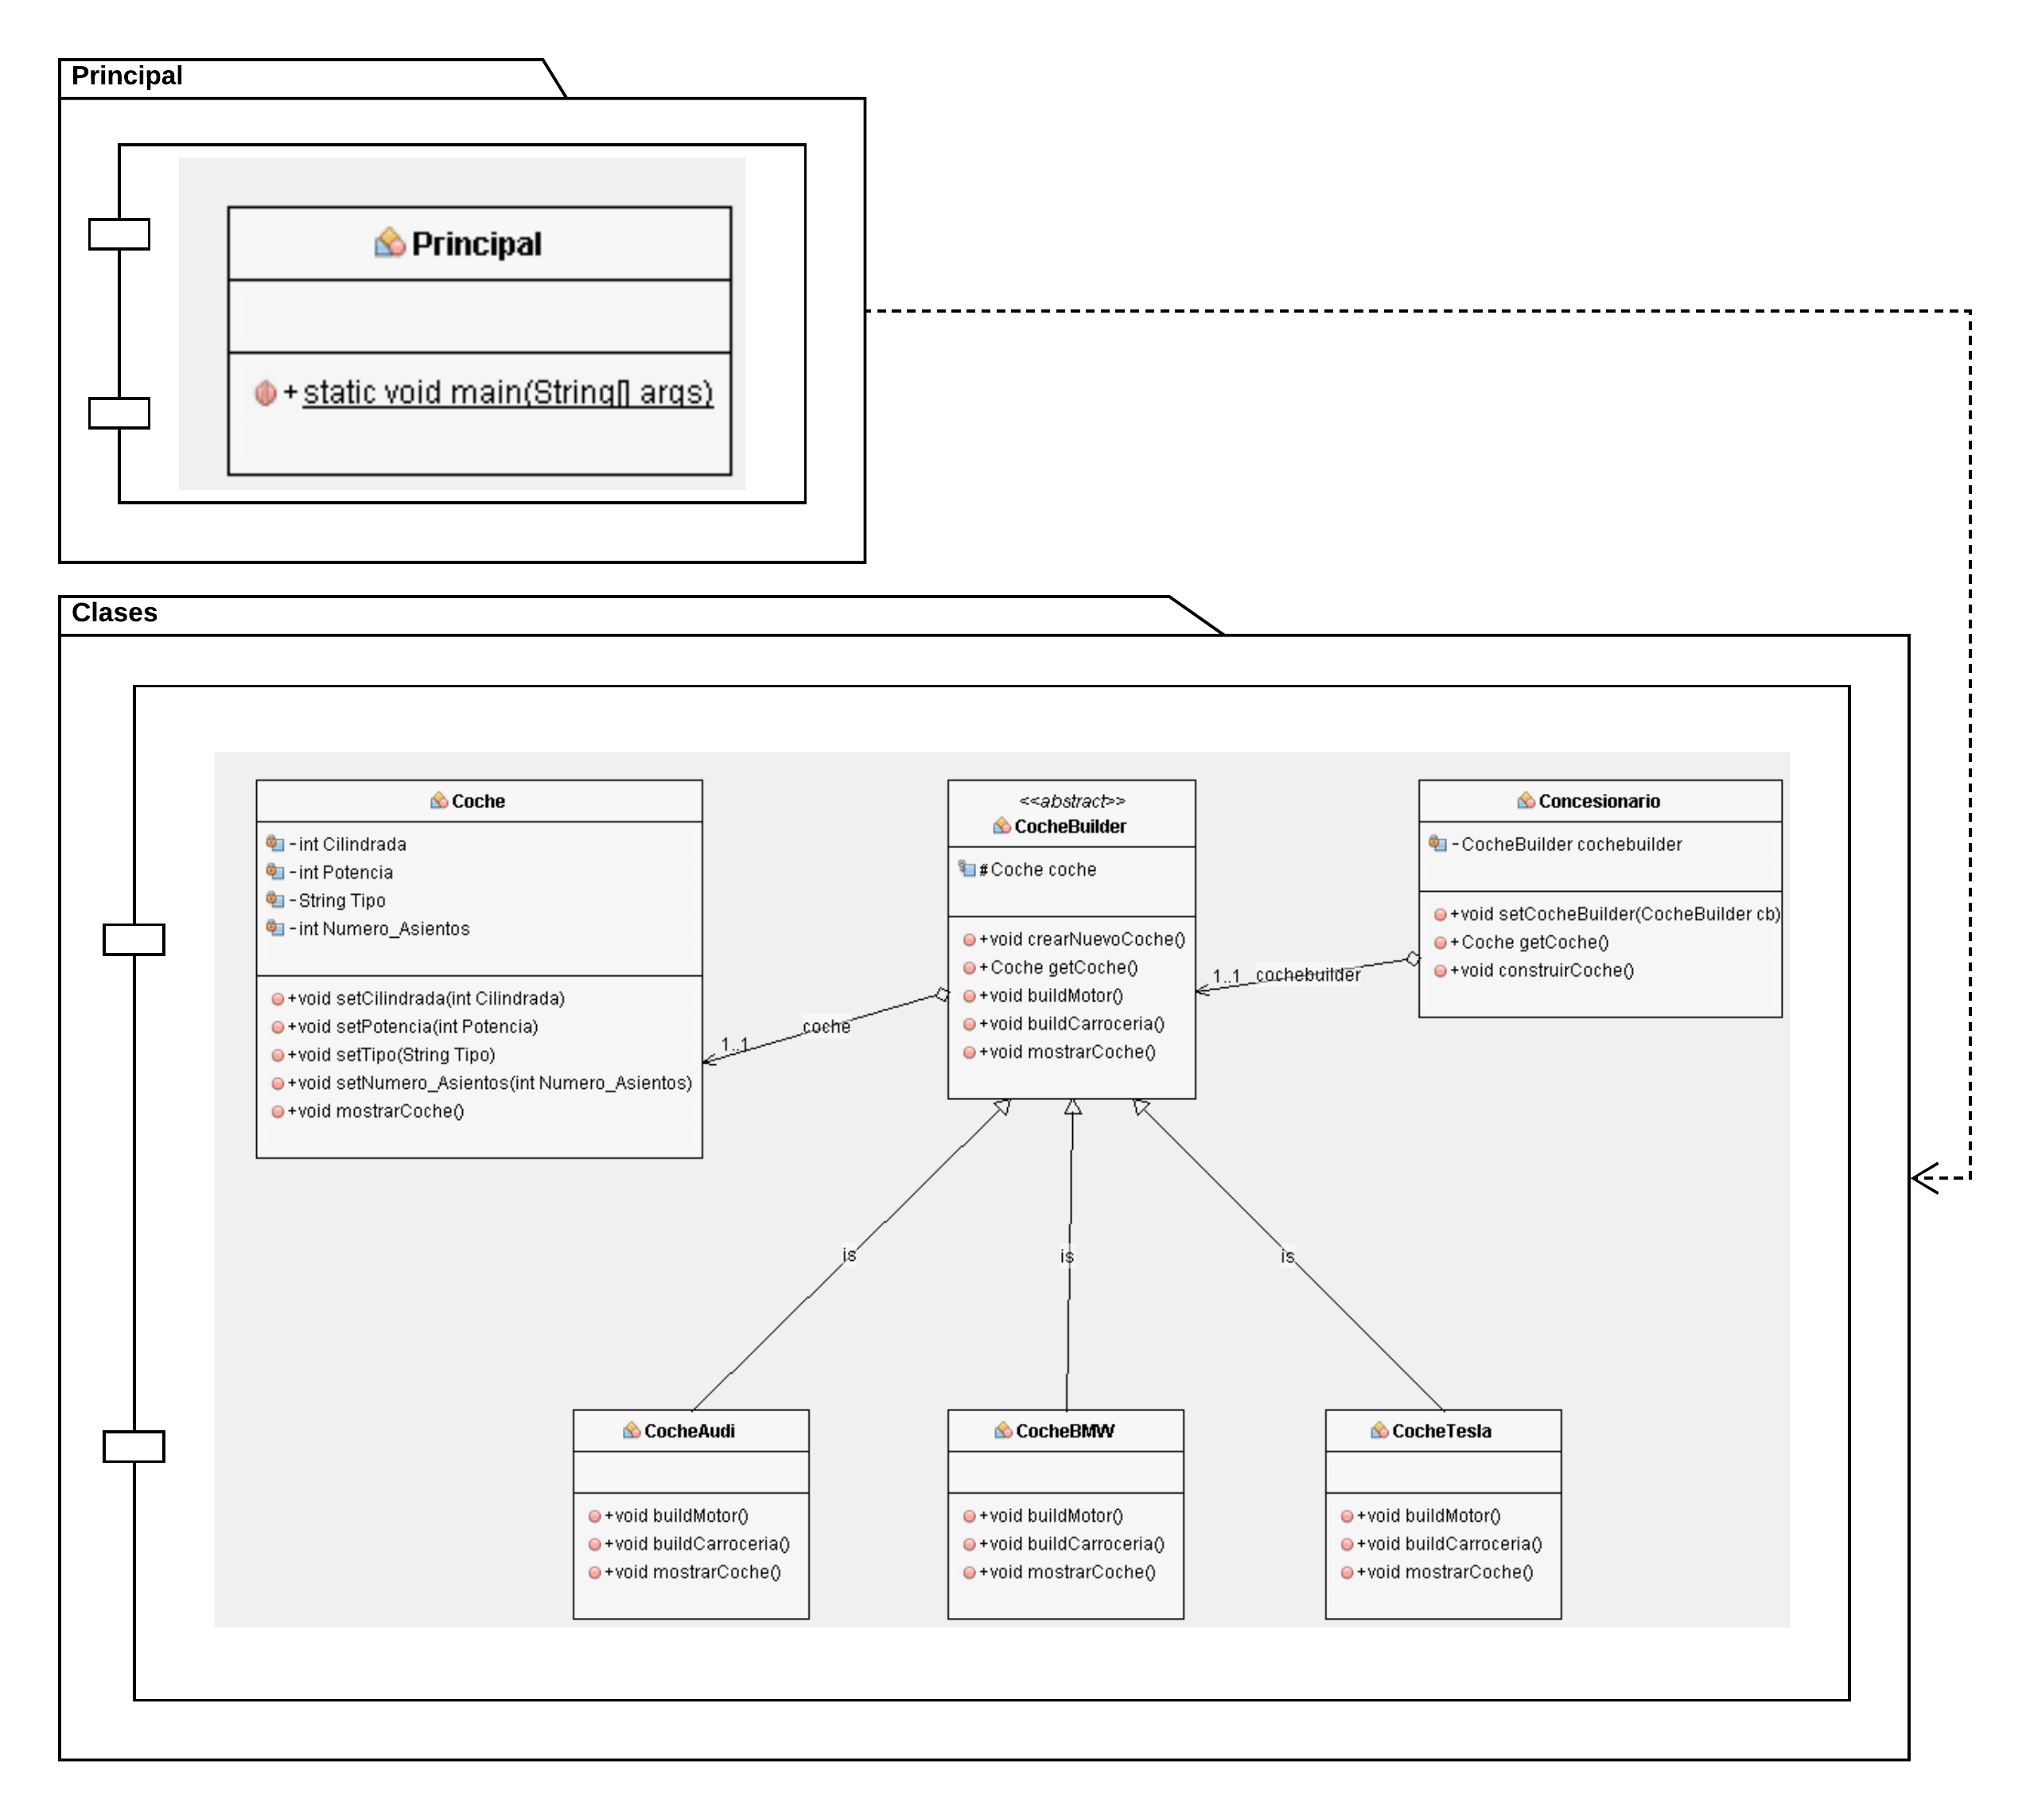 Principal
Principal
+static void main(String[] args)
Clases
Coche
-int Cilindrada
-int Potencia
-String Tipo
-int Numero_Asientos
+void setCilindrada(int Cilindrada)
+void setPotencia(int Potencia)
+void setTipo(String Tipo)
+void setNumero_Asientos(int Numero_Asientos)
+void mostrarCoche()
coche
1..1
<<abstract>>
CocheBuilder
#Coche coche
+void crearNuevoCoche()
+Coche getCoche()
+void buildMotor()
+void buildCarroceria()
+void mostrarCoche()
1..1 cochebuilder
Concesionario
-CocheBuilder cochebuilder
+void setCocheBuilder(CocheBuilder cb)
+Coche getCoche()
+void construirCoche()
is
is
is
CocheAudi
+void buildMotor()
+void buildCarroceria()
+void mostrarCoche()
CocheBMW
+void buildMotor()
+void buildCarroceria()
+void mostrarCoche()
CocheTesla
+void buildMotor()
+void buildCarroceria()
+void mostrarCoche()